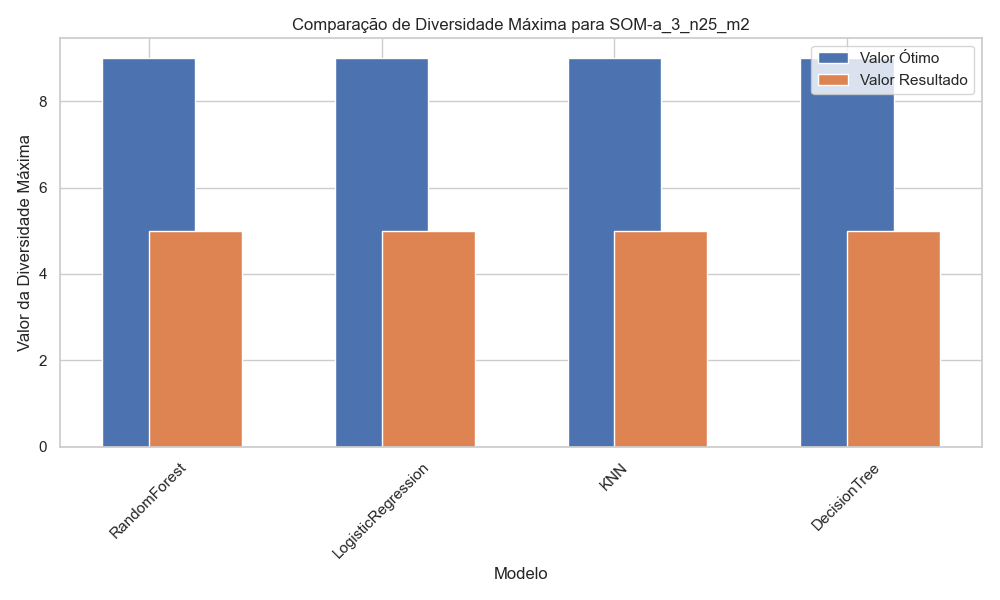 Comparação de Diversidade Máxima para SOM-a_3_n25_m2
Valor Ótimo
Valor Resultado
Valor da Diversidade Máxima
8
6
4
2
0
RandomForest
LogisticRegression
KNN
DecisionTree
Modelo